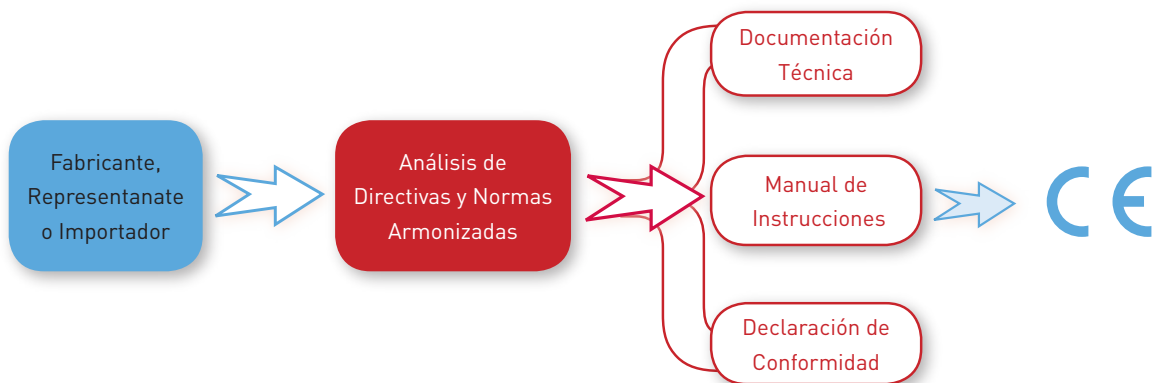 Fabricante,
Representanate
o Importador
Análisis de
Directivas y Normas
Armonizadas
Documentación
Técnica
Manual de
Instrucciones
Declaración de
Conformidad
CE